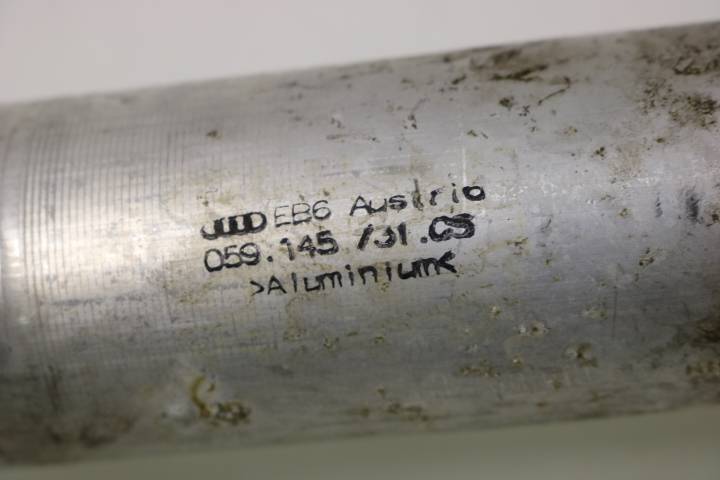 EB6 Austria
059.145 731.CS
>Aluminium<